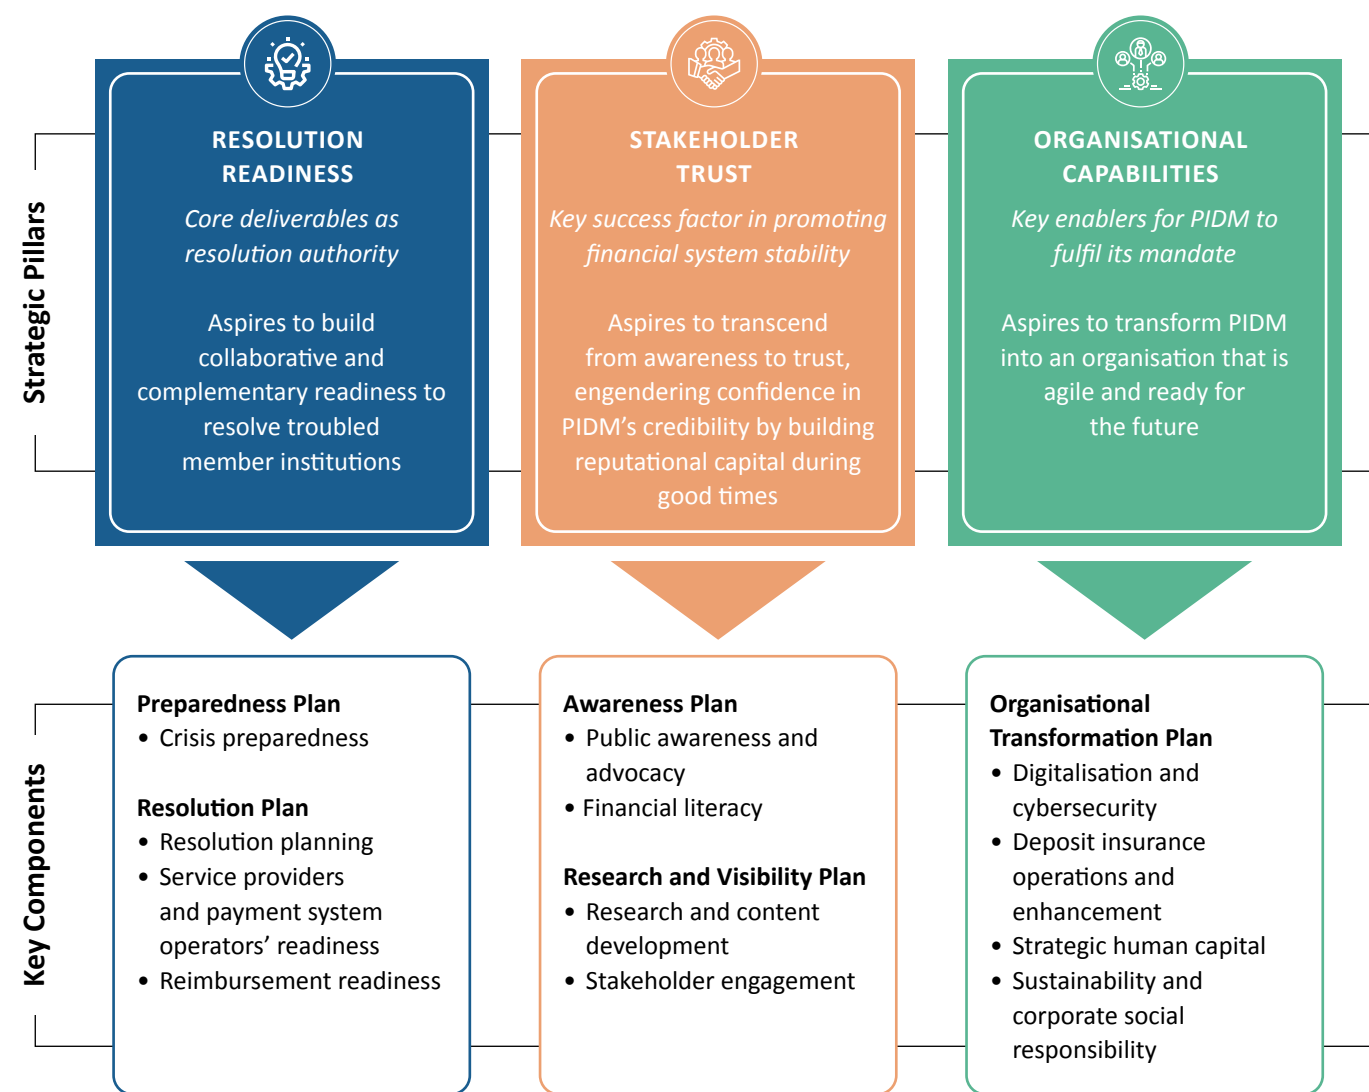 Strategic Pillars
RESOLUTION
READINESS
Core deliverables as
resolution authority
Aspires to build
collaborative and
complementary readiness to
resolve troubled
member institutions
STAKEHOLDER
TRUST
Key success factor in promoting
financial system stability
Aspires to transcend
from awareness to trust,
engendering confidence in
PIDM’s credibility by building
reputational capital during
good times
ORGANISATIONAL
CAPABILITIES
Key enablers for PIDM to
fulfil its mandate
Aspires to transform PIDM
into an organisation that is
agile and ready for
the future
Key Components
Preparedness Plan
• Crisis preparedness
Resolution Plan
• Resolution planning
• Service providers
and payment system
operators’ readiness
• Reimbursement readiness
Awareness Plan
• Public awareness and
advocacy
• Financial literacy
Research and Visibility Plan
• Research and content
development
• Stakeholder engagement
Organisational
Transformation Plan
• Digitalisation and
cybersecurity
• Deposit insurance
operations and
enhancement
• Strategic human capital
• Sustainability and
corporate social
responsibility